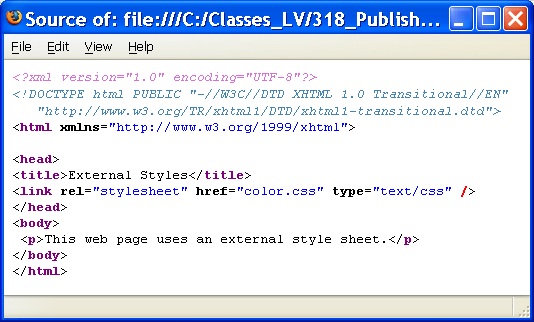 Source of: file:///C:/Classes_LV/318_Publish...
File Edit View Help
<?xml version="1.0" encoding="UTF-8"?>
<!DOCTYPE html PUBLIC "-//W3C//DTD XHTML 1.0 Transitional//EN"
"http://www.w3.org/TR/xhtml1/DTD/xhtml1-transitional.dtd">
<html xmlns="http://www.w3.org/1999/xhtml">
<head>
<title>External Styles</title>
<link rel="stylesheet" href="color.css" type="text/css" />
</head>
<body>
<p>This web page uses an external style sheet.</p>
</body>
</html>